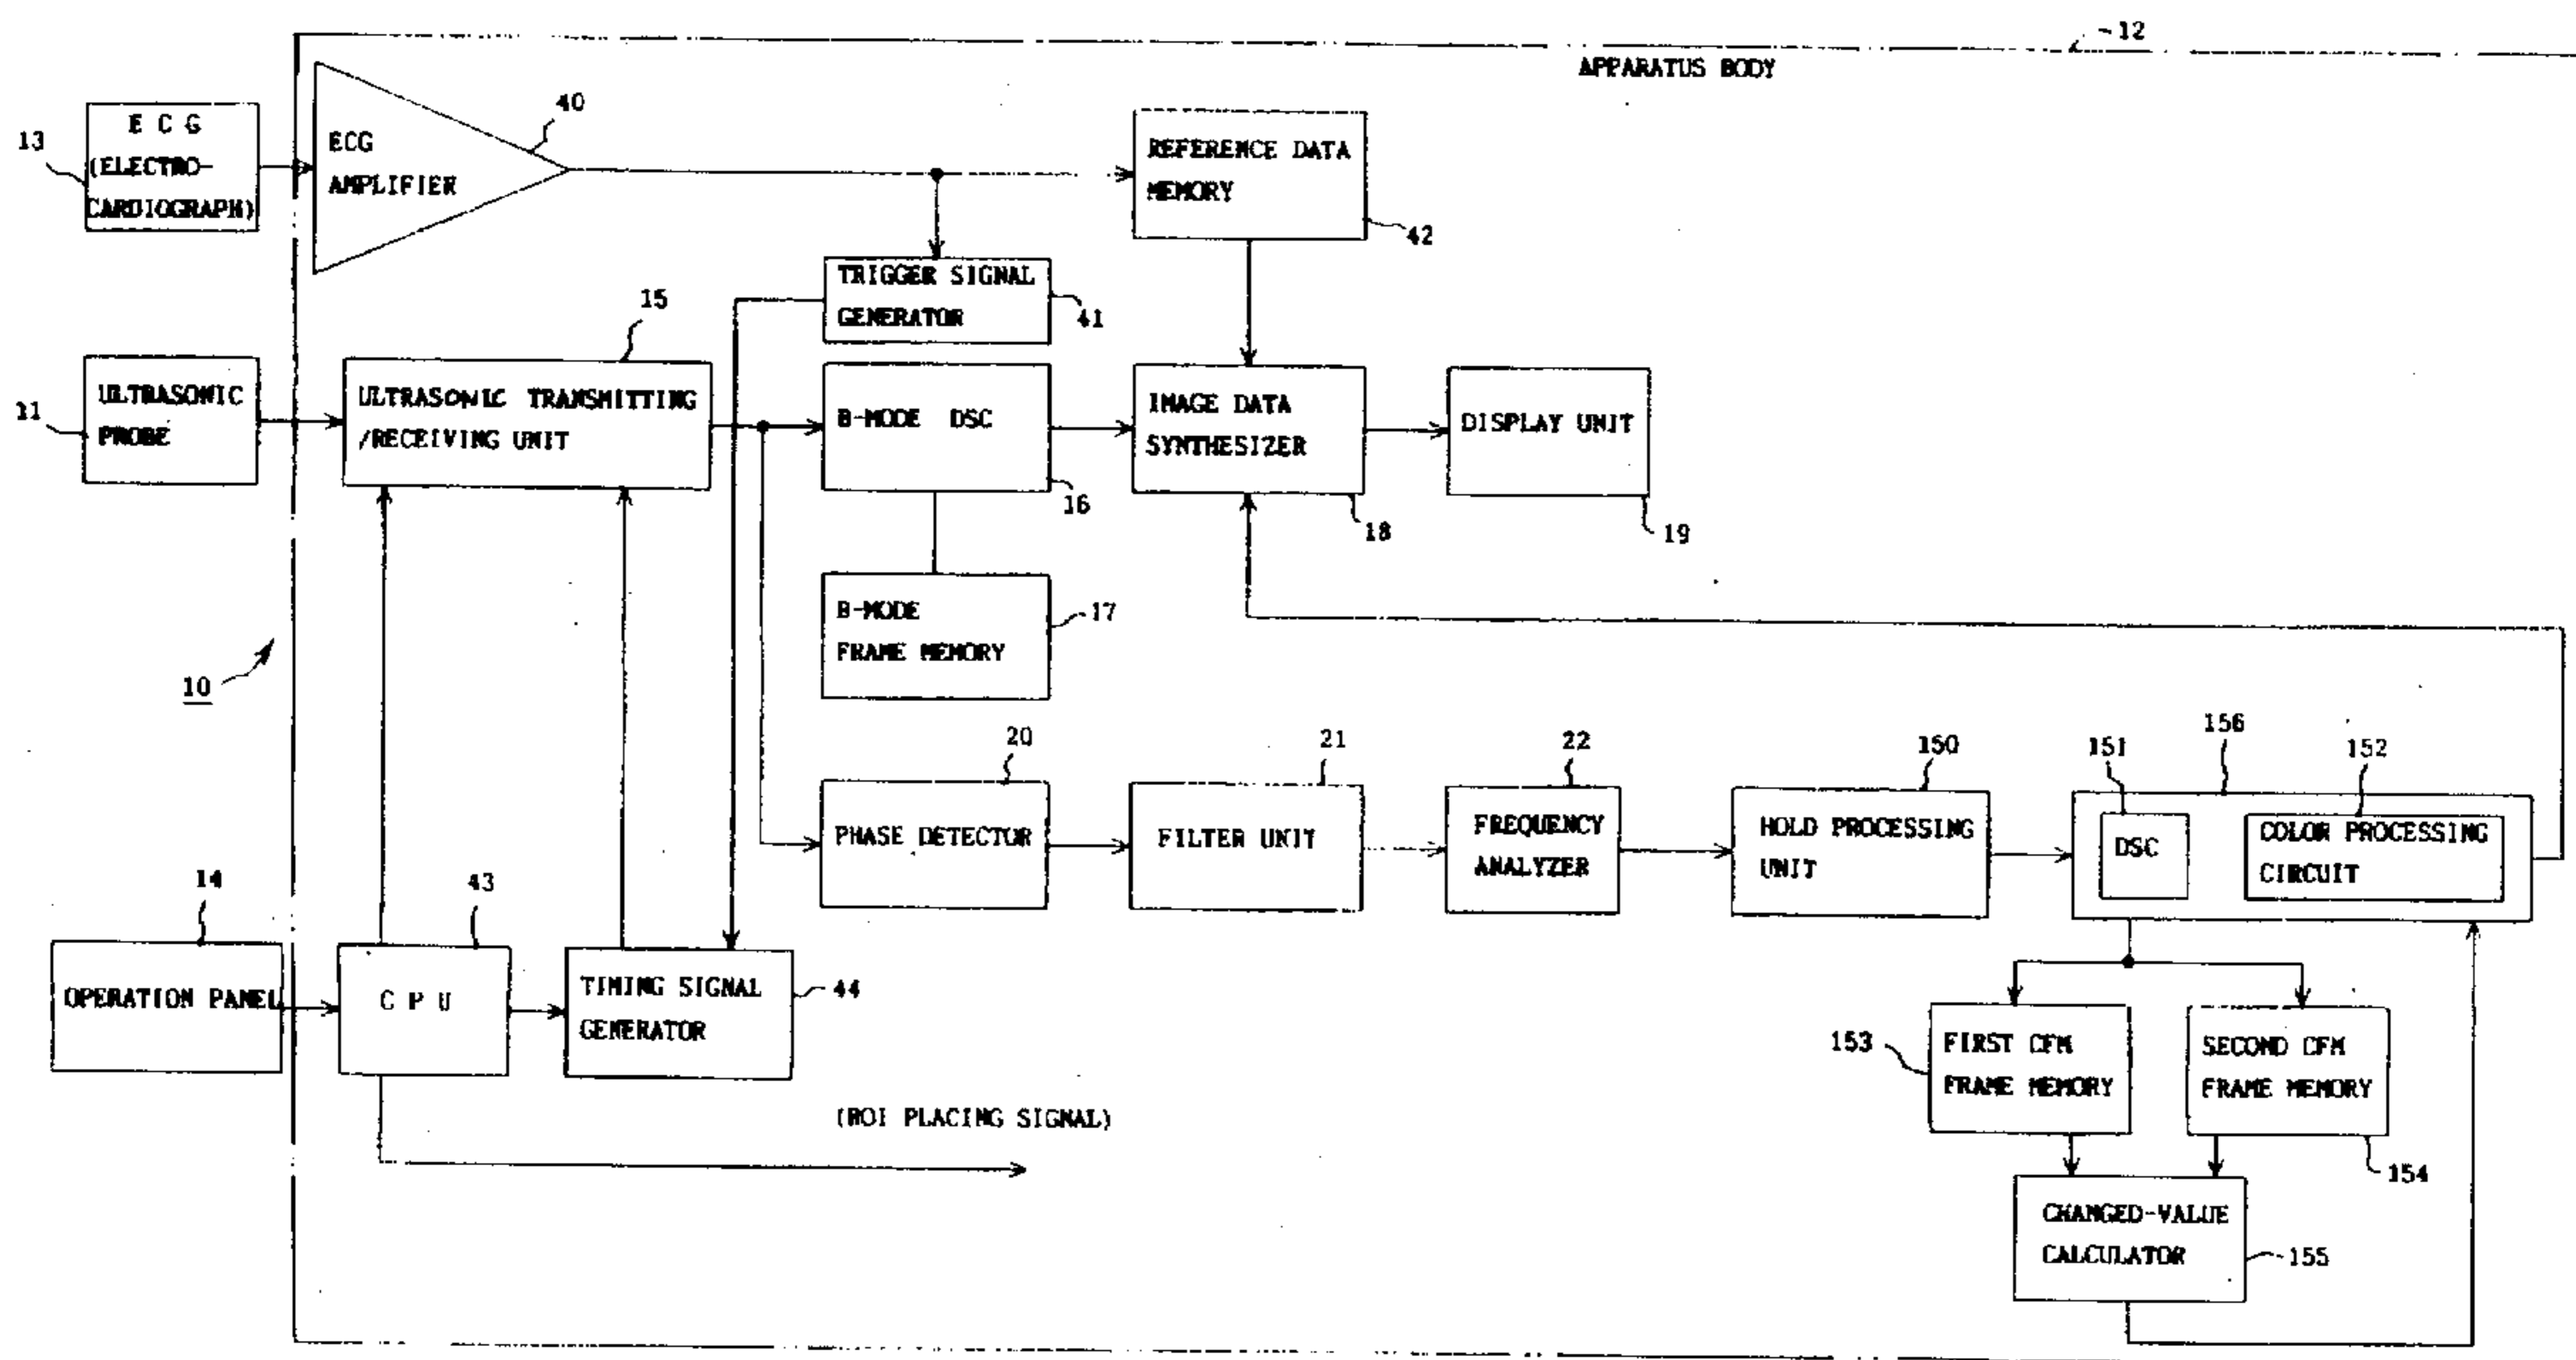 12
APPARATUS BODY
13
E C G
(ELECTRO-
CARDIOGRAPH)
ECG
AMPLIFIER
40
REFERENCE DATA
MEMORY
42
TRIGGER SIGNAL
GENERATOR
41
11
ULTRASONIC
PROBE
15
ULTRASONIC TRANSMITTING
/RECEIVING UNIT
B-MODE DSC
16
IMAGE DATA
SYNTHESIZER
18
DISPLAY UNIT
19
B-MODE
FRAME MEMORY
17
10
20
PHASE DETECTOR
21
FILTER UNIT
22
FREQUENCY
ANALYZER
150
HOLD PROCESSING
UNIT
156
151
DSC
152
COLOR PROCESSING
CIRCUIT
14
OPERATION PANEL
43
C P U
TIMING SIGNAL
GENERATOR
44
(ROI PLACING SIGNAL)
153
FIRST CFM
FRAME MEMORY
SECOND CFM
FRAME MEMORY
154
CHANGED-VALUE
CALCULATOR
155